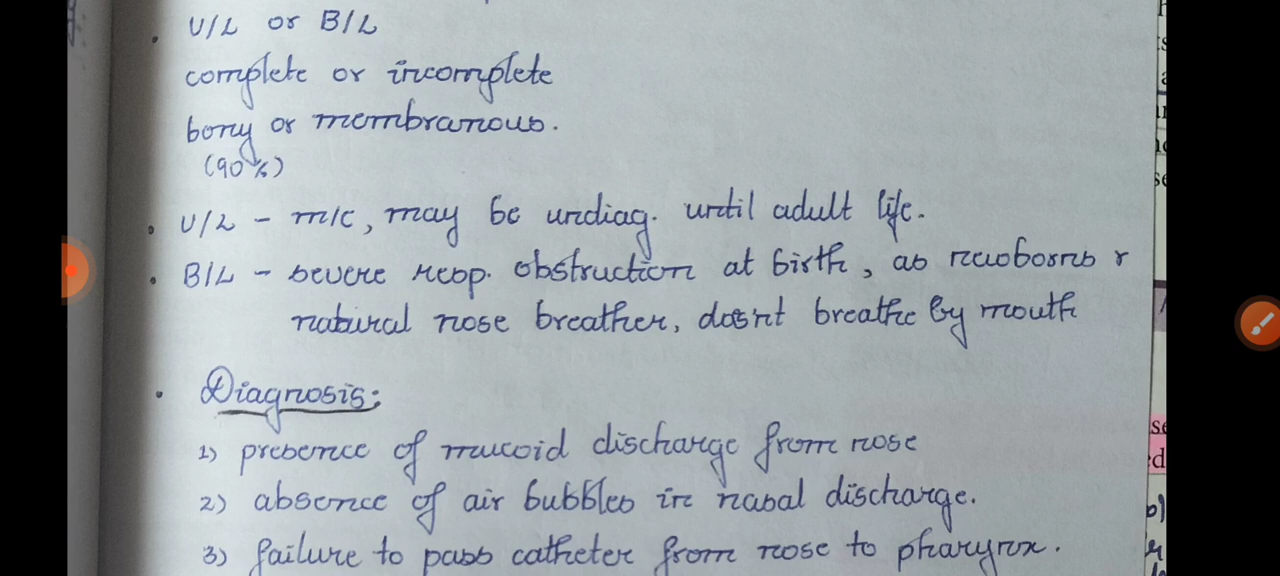 • U/L or B/L
complete or incomplete
bony or membranous.
(90%)
• U/L - m/c, may be undiag. until adult life.
• B/L - severe resp. obstruction at birth, as newborns r
natural nose breather, dosn't breathe by mouth
• Diagnosis:
1) presence of mucoid discharge from nose
2) absence of air bubbles in nasal discharge.
3) failure to pass catheter from nose to pharynx.